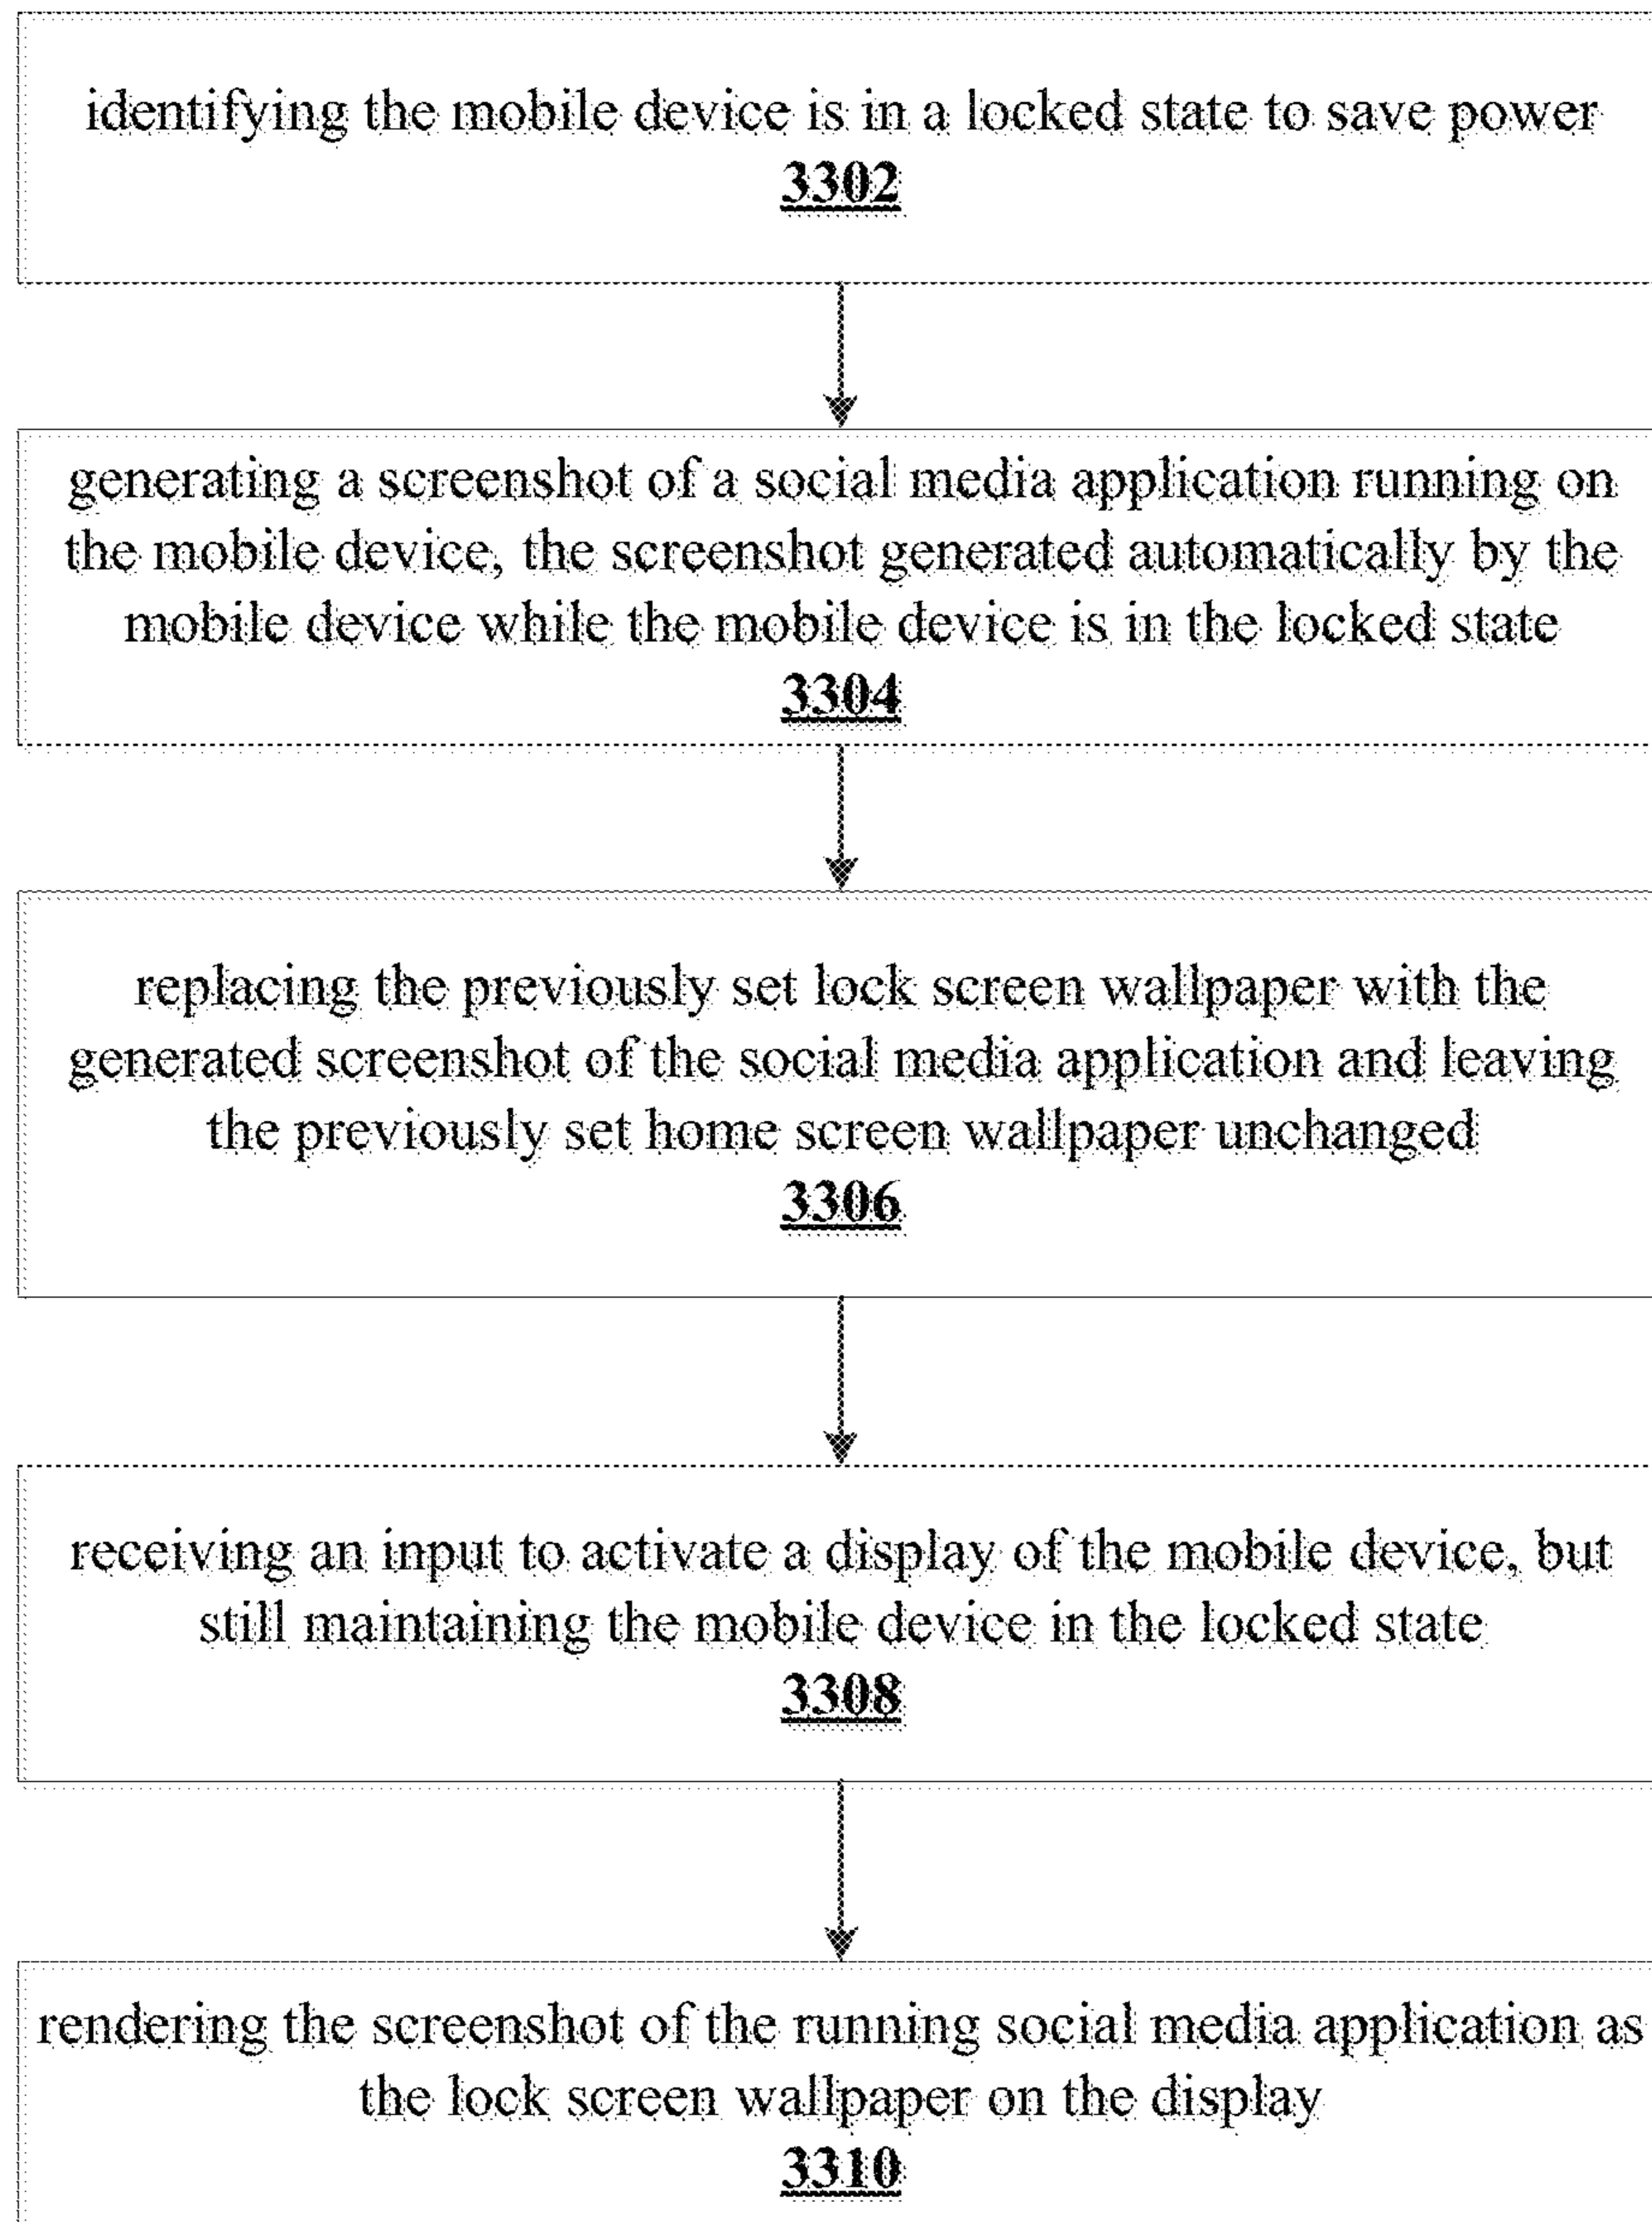 identifying the mobile device is in a locked state to save power
3302
generating a screenshot of a social media application running on
the mobile device, the screenshot generated automatically by the
mobile device while the mobile device is in the locked state
3304
replacing the previously set lock screen wallpaper with the
generated screenshot of the social media application and leaving
the previously set home screen wallpaper unchanged
3306
receiving an input to activate a display of the mobile device, but
still maintaining the mobile device in the locked state
3308
rendering the screenshot of the running social media application as
the lock screen wallpaper on the display
3310